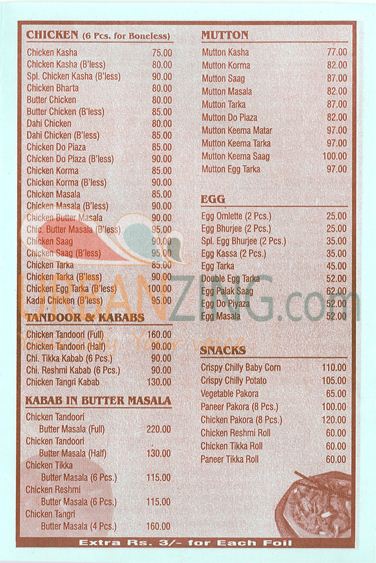 CHICKEN (6 Pcs. for Boneless)
Chicken Kasha 75.00
Chicken Kasha (B'less) 80.00
Spl. Chicken Kasha (B'less) 90.00
Chicken Bharta 80.00
Butter Chicken 80.00
Butter Chicken (B'less) 85.00
Dahi Chicken 80.00
Dahi Chicken (B'less) 85.00
Chicken Do Piaza 85.00
Chicken Do Piaza (B'less) 90.00
Chicken Korma 85.00
Chicken Korma (B'less) 90.00
Chicken Masala 85.00
Chicken Masala (B'less) 90.00
Chicken Butter Masala 90.00
Chic. Butter Masala (B'less) 95.00
Chicken Saag 90.00
Chicken Saag (B'less) 95.00
Chicken Tarka 85.00
Chicken Tarka (B'less) 90.00
Chicken Egg Tarka (B'less) 100.00
Kadai Chicken (B'less) 95.00
TANDOOR & KABABS
Chicken Tandoori (Full) 160.00
Chicken Tandoori (Half) 90.00
Chi. Tikka Kabab (6 Pcs.) 90.00
Chi. Reshmi Kabab (6 Pcs.) 90.00
Chicken Tangri Kabab 130.00
KABAB IN BUTTER MASALA
Chicken Tandoori
Butter Masala (Full) 220.00
Chicken Tandoori
Butter Masala (Half) 130.00
Chicken Tikka
Butter Masala (6 Pcs.) 115.00
Chicken Reshmi
Butter Masala (6 Pcs.) 115.00
Chicken Tangri
Butter Masala (4 Pcs.) 160.00
MUTTON
Mutton Kasha 77.00
Mutton Korma 82.00
Mutton Saag 87.00
Mutton Masala 82.00
Mutton Tarka 87.00
Mutton Do Piaza 82.00
Mutton Keema Matar 97.00
Mutton Keema Tarka 97.00
Mutton Keema Saag 100.00
Mutton Egg Tarka 97.00
EGG
Egg Omlette (2 Pcs.) 25.00
Egg Bhurjee (2 Pcs.) 25.00
Spl. Egg Bhurjee (2 Pcs.) 35.00
Egg Kassa (2 Pcs.) 35.00
Egg Tarka 45.00
Double Egg Tarka 52.00
Egg Palak Saag 52.00
Egg Do Piyaza 52.00
Egg Masala 52.00
SNACKS
Crispy Chilly Baby Corn 110.00
Crispy Chilly Potato 105.00
Vegetable Pakora 65.00
Paneer Pakora (8 Pcs.) 100.00
Chicken Pakora (8 Pcs.) 120.00
Chicken Reshmi Roll 60.00
Chicken Tikka Roll 60.00
Paneer Tikka Roll 60.00
Extra Rs. 3/- for Each Foil